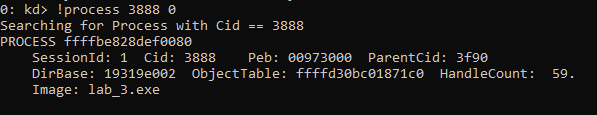 0: kd> !process 3888 0
Searching for Process with Cid == 3888
PROCESS ffffbe828def0080
SessionId: 1 Cid: 3888 Peb: 00973000 ParentCid: 3f90
DirBase: 19319e002 ObjectTable: ffffd30bc01871c0 HandleCount: 59.
Image: lab_3.exe